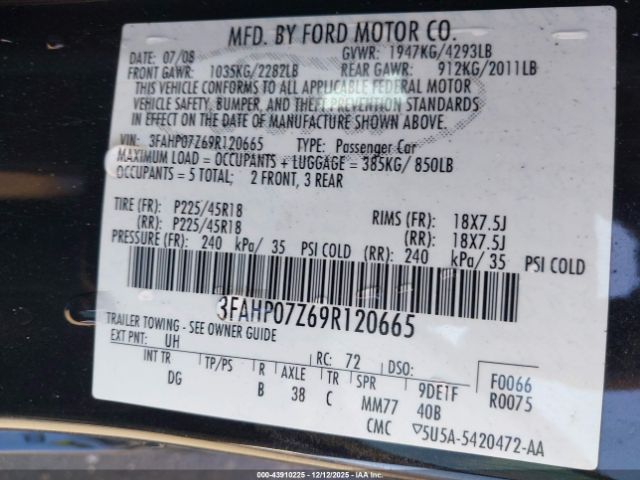 MFD. BY FORD MOTOR CO.
DATE: 07/08 GVWR: 1947KG/4293LB
FRONT GAWR: 1035KG/2282LB REAR GAWR: 912KG/2011LB
THIS VEHICLE CONFORMS TO ALL APPLICABLE FEDERAL MOTOR
VEHICLE SAFETY, BUMPER, AND THEFT PREVENTION STANDARDS
IN EFFECT ON THE DATE OF MANUFACTURE SHOWN ABOVE.
VIN: 3FAHP07Z69R120665 TYPE: Passenger Car
MAXIMUM LOAD = OCCUPANTS + LUGGAGE = 385KG/ 850LB
OCCUPANTS = 5 TOTAL; 2 FRONT, 3 REAR
TIRE (FR): P225/45R18 RIMS (FR): 18X7.5J
(RR): P225/45R18 (RR): 18X7.5J
PRESSURE (FR): 240 kPa/ 35 PSI COLD (RR): 240 kPa/ 35 PSI COLD
3FAHP07Z69R120665
TRAILER TOWING - SEE OWNER GUIDE
EXT PNT: UH RC: 72 DSO: F0066
INT TR TP/PS R AXLE TR SPR 9DE1F R0075
DG B 38 C MM77 40B
CMC ▽5U5A-5420472-AA
000-43910225 - 12/12/2025 - IAAI.COM